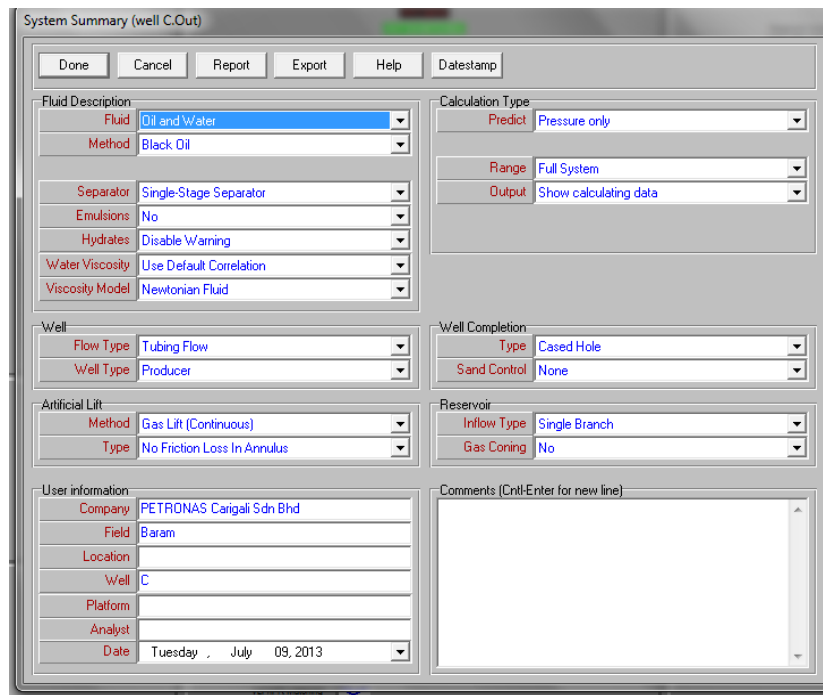 System Summary (well C.Out)
Done Cancel Report Export Help Datestamp
Fluid Description
Fluid Oil and Water
Method Black Oil
Separator Single-Stage Separator
Emulsions No
Hydrates Disable Warning
Water Viscosity Use Default Correlation
Viscosity Model Newtonian Fluid
Calculation Type
Predict Pressure only
Range Full System
Output Show calculating data
Well
Flow Type Tubing Flow
Well Type Producer
Well Completion
Type Cased Hole
Sand Control None
Artificial Lift
Method Gas Lift (Continuous)
Type No Friction Loss In Annulus
Reservoir
Inflow Type Single Branch
Gas Coning No
User information
Company PETRONAS Carigali Sdn Bhd
Field Baram
Location
Well C
Platform
Analyst
Date Tuesday , July 09, 2013
Comments (Cntl-Enter for new line)